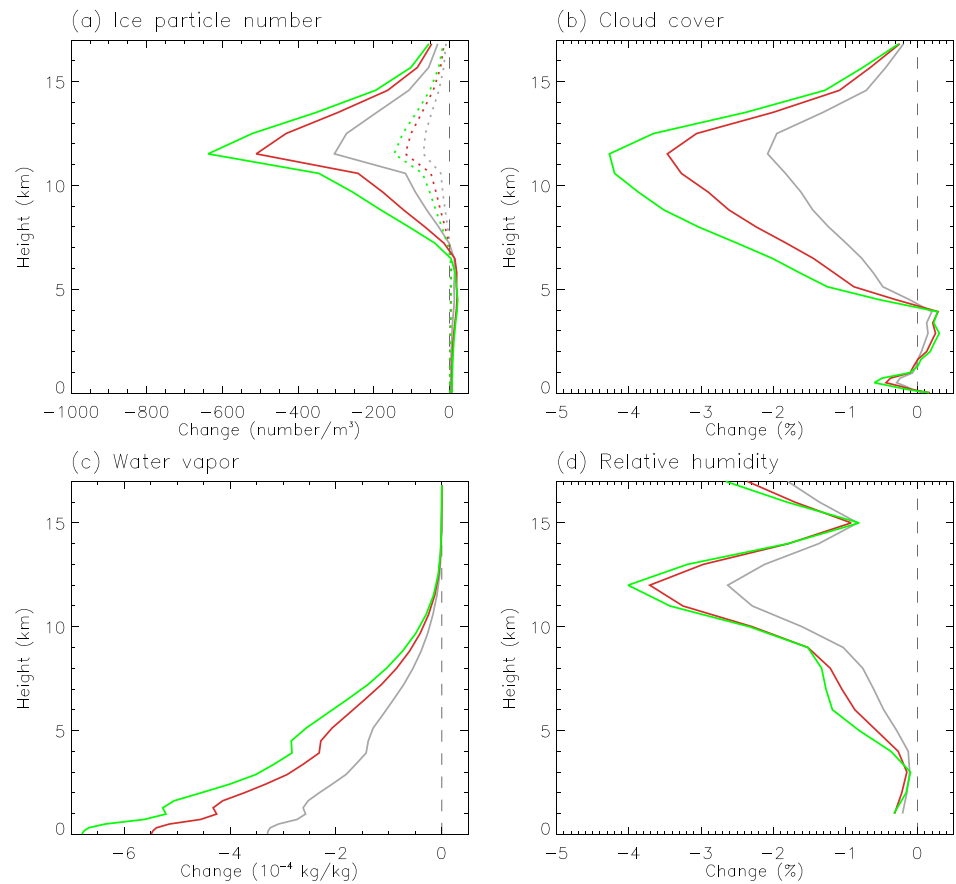 (a) Ice particle number
15
10
5
0
Height (km)
-1000 -800 -600 -400 -200 0
Change (number/m³)
(b) Cloud cover
15
10
5
0
Height (km)
-5 -4 -3 -2 -1 0
Change (%)
(c) Water vapor
15
10
5
0
Height (km)
-6 -4 -2 0
Change (10⁻⁴ kg/kg)
(d) Relative humidity
15
10
5
0
Height (km)
-5 -4 -3 -2 -1 0
Change (%)